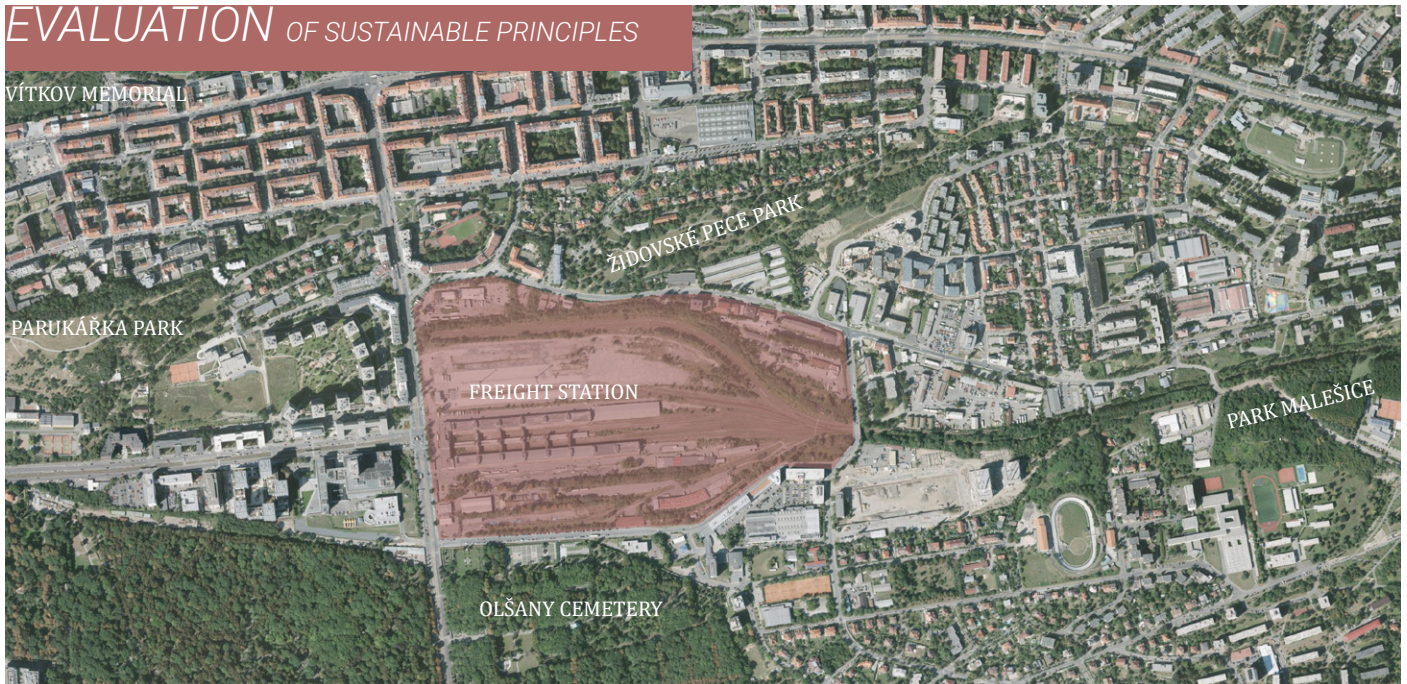 EVALUATION OF SUSTAINABLE PRINCIPLES
VÍTKOV MEMORIAL
ŽIDOVSKÉ PECE PARK
PARUKÁŘKA PARK
FREIGHT STATION
PARK MALEŠICE
OLŠANY CEMETERY